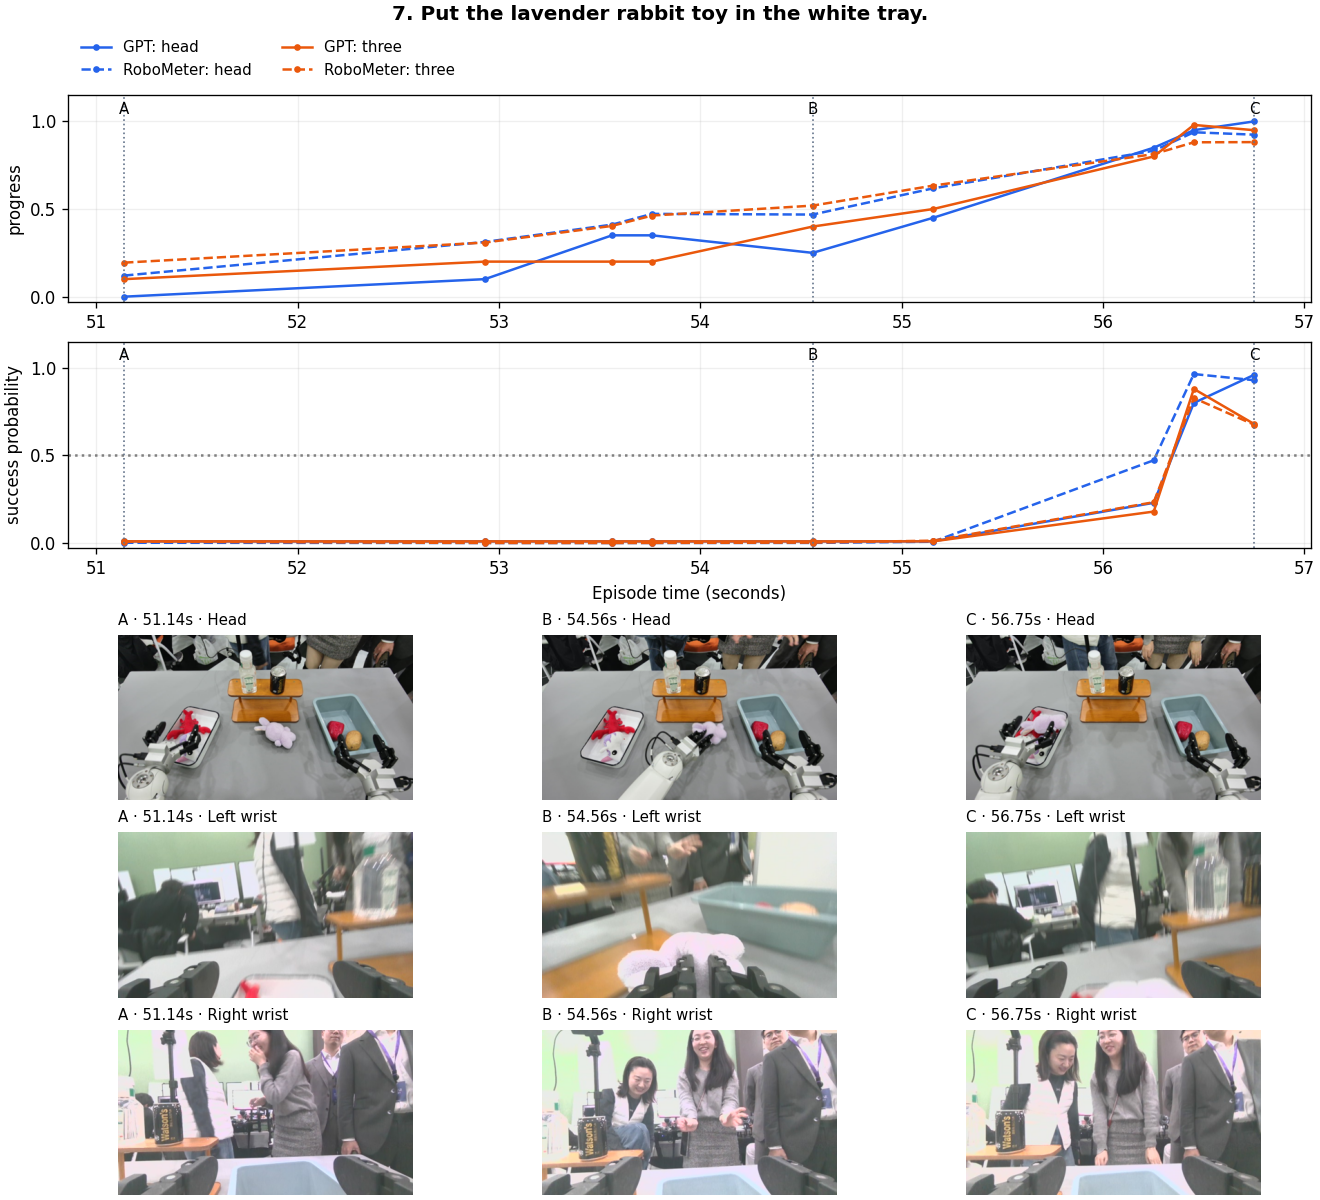 7. Put the lavender rabbit toy in the white tray.
GPT: head
GPT: three
RoboMeter: head
RoboMeter: three
progress
1.0
0.5
0.0
A
B
C
51
52
53
54
55
56
57
success probability
1.0
0.5
0.0
A
B
C
51
52
53
54
55
56
57
Episode time (seconds)
A · 51.14s · Head
B · 54.56s · Head
C · 56.75s · Head
A · 51.14s · Left wrist
B · 54.56s · Left wrist
C · 56.75s · Left wrist
A · 51.14s · Right wrist
B · 54.56s · Right wrist
C · 56.75s · Right wrist
Watson's
Watson's
Watson's